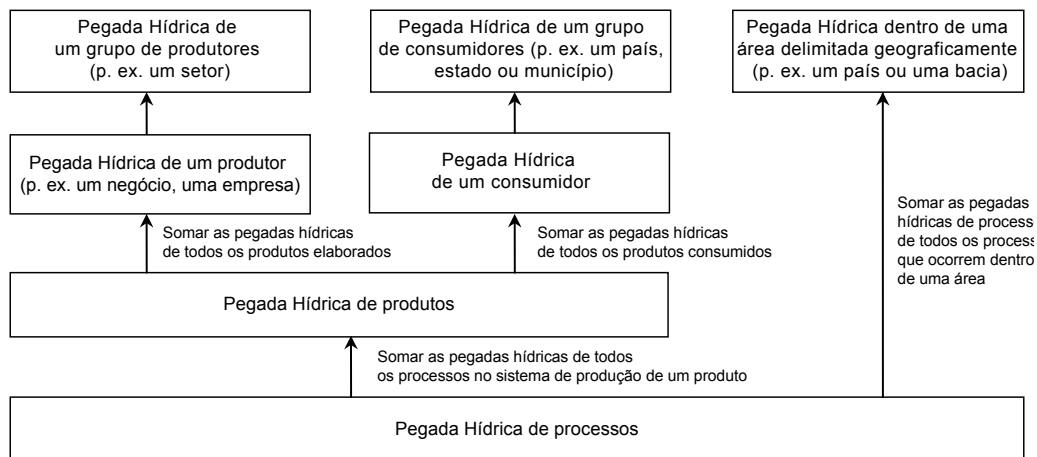 Pegada Hídrica de
um grupo de produtores
(p. ex. um setor)
Pegada Hídrica de um grupo
de consumidores (p. ex. um país,
estado ou município)
Pegada Hídrica dentro de uma
área delimitada geograficamente
(p. ex. um país ou uma bacia)
Pegada Hídrica de um produtor
(p. ex. um negócio, uma empresa)
Pegada Hídrica
de um consumidor
Somar as pegadas hídricas
de todos os produtos elaborados
Somar as pegadas hídricas
de todos os produtos consumidos
Somar as pegadas
hídricas de process
de todos os process
que ocorrem dentro
de uma área
Pegada Hídrica de produtos
Somar as pegadas hídricas de todos
os processos no sistema de produção de um produto
Pegada Hídrica de processos